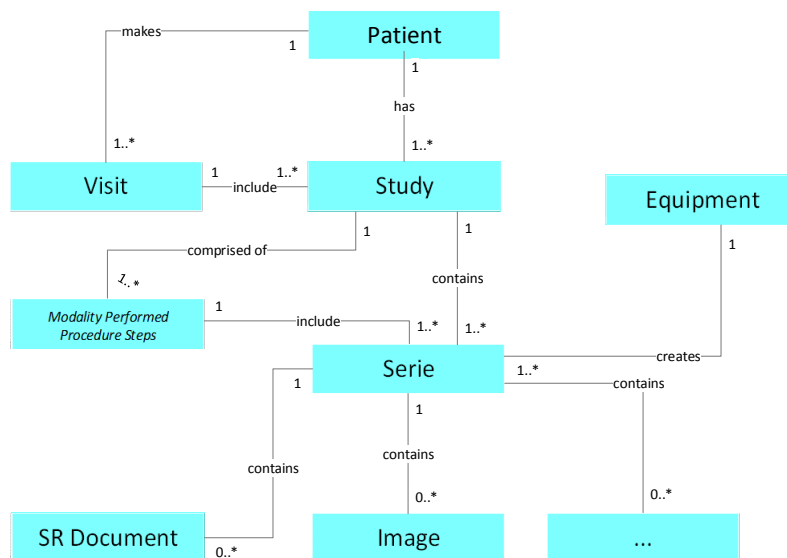 makes
1
Patient
1
has
1..*
1..*
Visit
1
include
1..*
Study
Equipment
1
comprised of
1
contains
1
1..*
Modality Performed
Procedure Steps
1
include
1..*
1..*
Serie
creates
1..*
contains
1
1
contains
contains
0..*
0..*
SR Document
0..*
Image
...